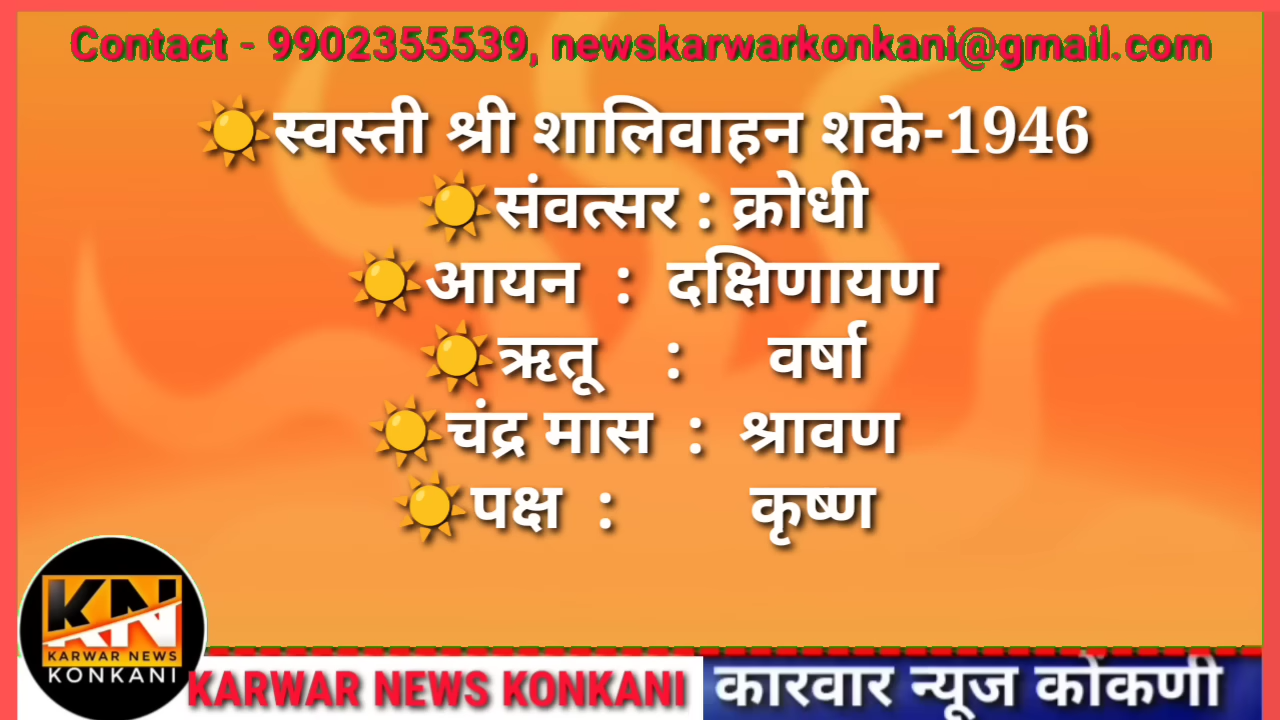 Contact - 9902355539, newskarwarkonkani@gmail.com
स्वस्ती श्री शालिवाहन शके-1946
संवत्सर : क्रोधी
आयन : दक्षिणायण
ऋतू : वर्षा
चंद्र मास : श्रावण
पक्ष : कृष्ण
KN
KARWAR NEWS
KONKANI
KARWAR NEWS KONKANI
कारवार न्यूज कोंकणी